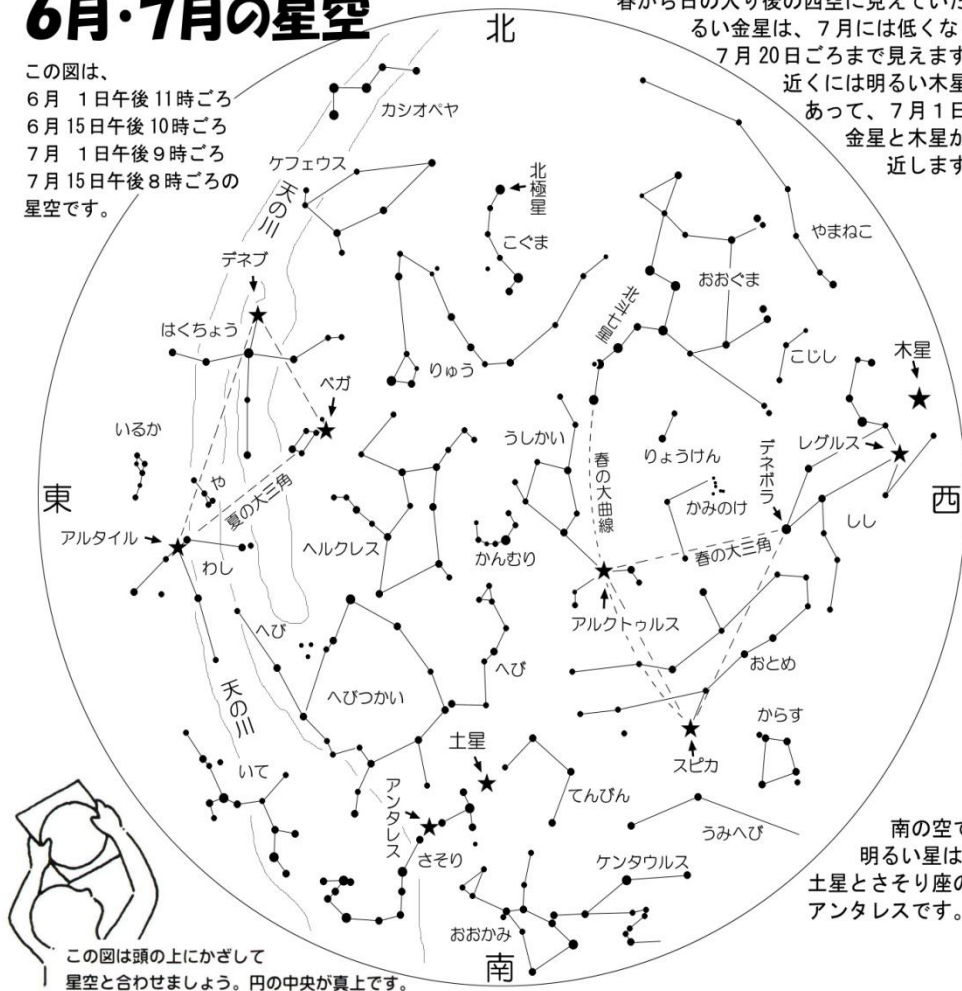 6月・7月の星空
この図は、
6月 1日午後11時ごろ
6月15日午後10時ごろ
7月 1日午後9時ごろ
7月15日午後8時ごろの
星空です。
春から日の入り後の西空に見えていた
るい金星は、7月には低くな
7月20日ごろまで見えます
近くには明るい木星
あって、7月1日
金星と木星が
近します
北
カシオペヤ
ケフェウス
天の川
北極星
こぐま
やまねこ
おおぐま
デネブ
はくちょう
北斗七星
りゅう
こじし
木星
ベガ
いるか
うしかい
りょうけん
デネボラ
レグルス
春の大曲線
や
かみのけ
東
西
夏の大三角
しし
アルタイル
わし
ヘルクレス
かんむり
春の大三角
アルクトゥルス
へび
へび
おとめ
へびつかい
天の川
からす
土星
スピカ
いて
アンタレス
てんびん
うみへび
さそり
ケンタウルス
おおかみ
南
南の空で
明るい星は
土星とさそり座の
アンタレスです。
この図は頭の上にかざして
星空と合わせましょう。円の中央が真上です。